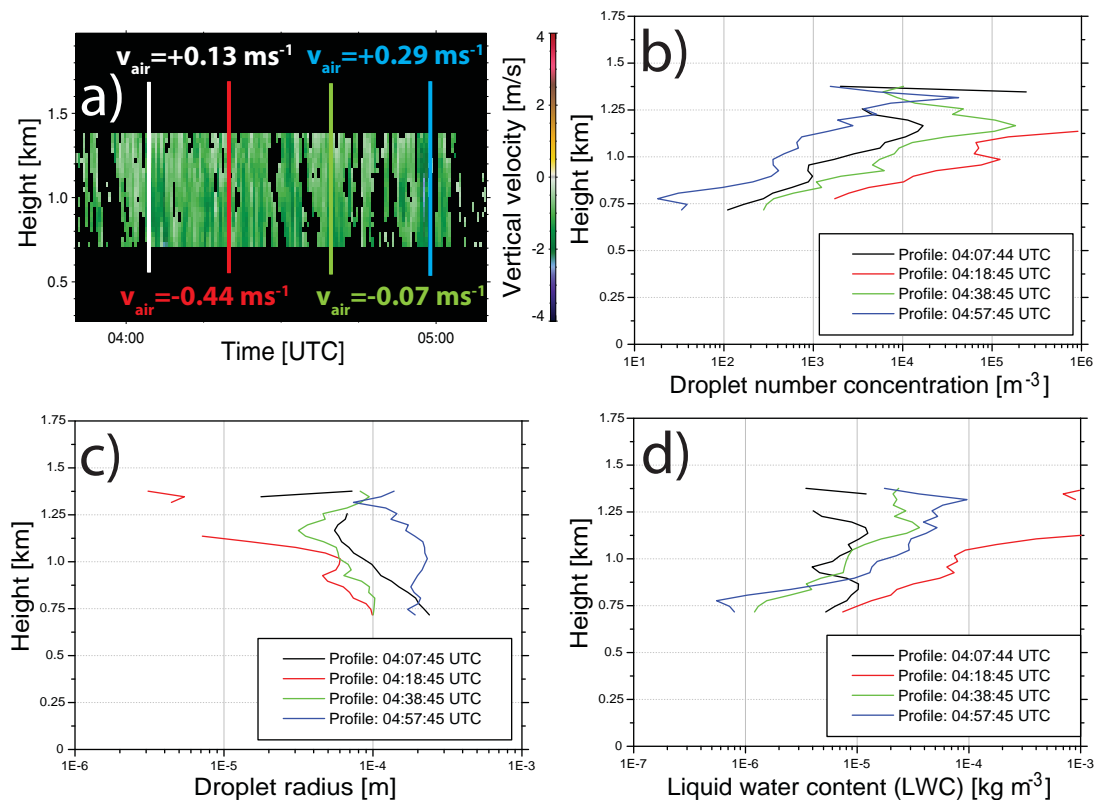 a)
v_air=+0.13 ms⁻¹
v_air=+0.29 ms⁻¹
v_air=-0.44 ms⁻¹
v_air=-0.07 ms⁻¹
Height [km]
1.5
1.0
0.5
04:00
05:00
Time [UTC]
Vertical velocity [m/s]
4
2
0
-2
-4
b)
Height [km]
1.75
1.5
1.25
1.0
0.75
0.5
0.25
0
Profile: 04:07:44 UTC
Profile: 04:18:45 UTC
Profile: 04:38:45 UTC
Profile: 04:57:45 UTC
1E1
1E2
1E3
1E4
1E5
1E6
Droplet number concentration [m⁻³]
c)
Height [km]
1.75
1.5
1.25
1.0
0.75
0.5
0.25
0
Profile: 04:07:45 UTC
Profile: 04:18:45 UTC
Profile: 04:38:45 UTC
Profile: 04:57:45 UTC
1E-6
1E-5
1E-4
1E-3
Droplet radius [m]
d)
Height [km]
1.75
1.5
1.25
1.0
0.75
0.5
0.25
0
Profile: 04:07:44 UTC
Profile: 04:18:45 UTC
Profile: 04:38:45 UTC
Profile: 04:57:45 UTC
1E-7
1E-6
1E-5
1E-4
1E-3
Liquid water content (LWC) [kg m⁻³]